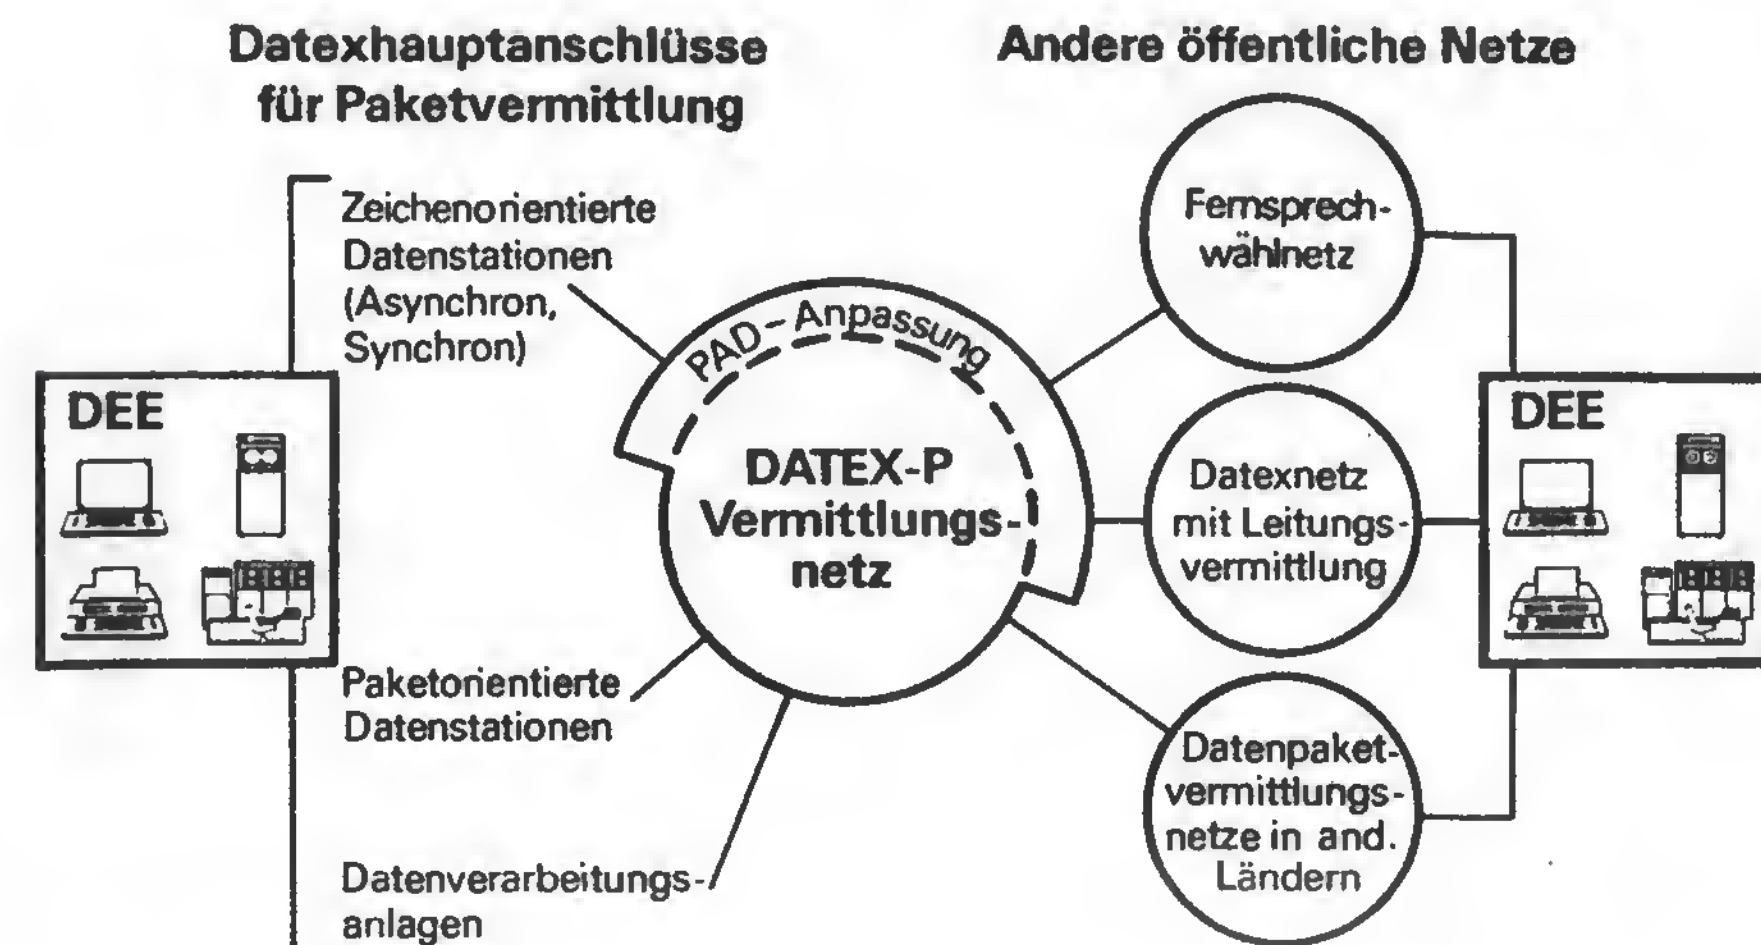 Datexhauptanschlüsse
für Paketvermittlung
Andere öffentliche Netze
Zeichenorientierte
Datenstationen
(Asynchron,
Synchron)
DEE
Paketorientierte
Datenstationen
Datenverarbeitungs-
anlagen
PAD-Anpassung
DATEX-P
Vermittlungs-
netz
Fernsprech-
wählnetz
Datexnetz
mit Leitungs-
vermittlung
Datenpaket-
vermittlungs-
netze in and.
Ländern
DEE